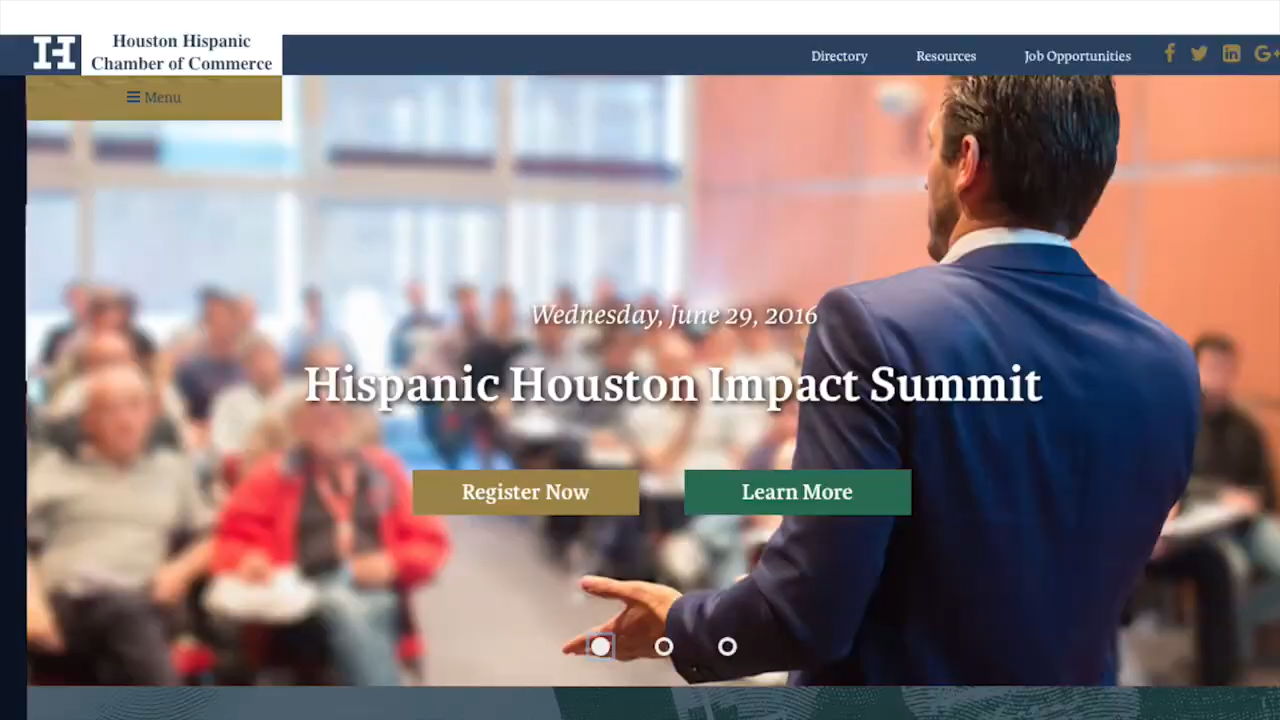 Houston Hispanic
Chamber of Commerce
Directory
Resources
Job Opportunities
Menu
Wednesday, June 29, 2016
Hispanic Houston Impact Summit
Register Now
Learn More